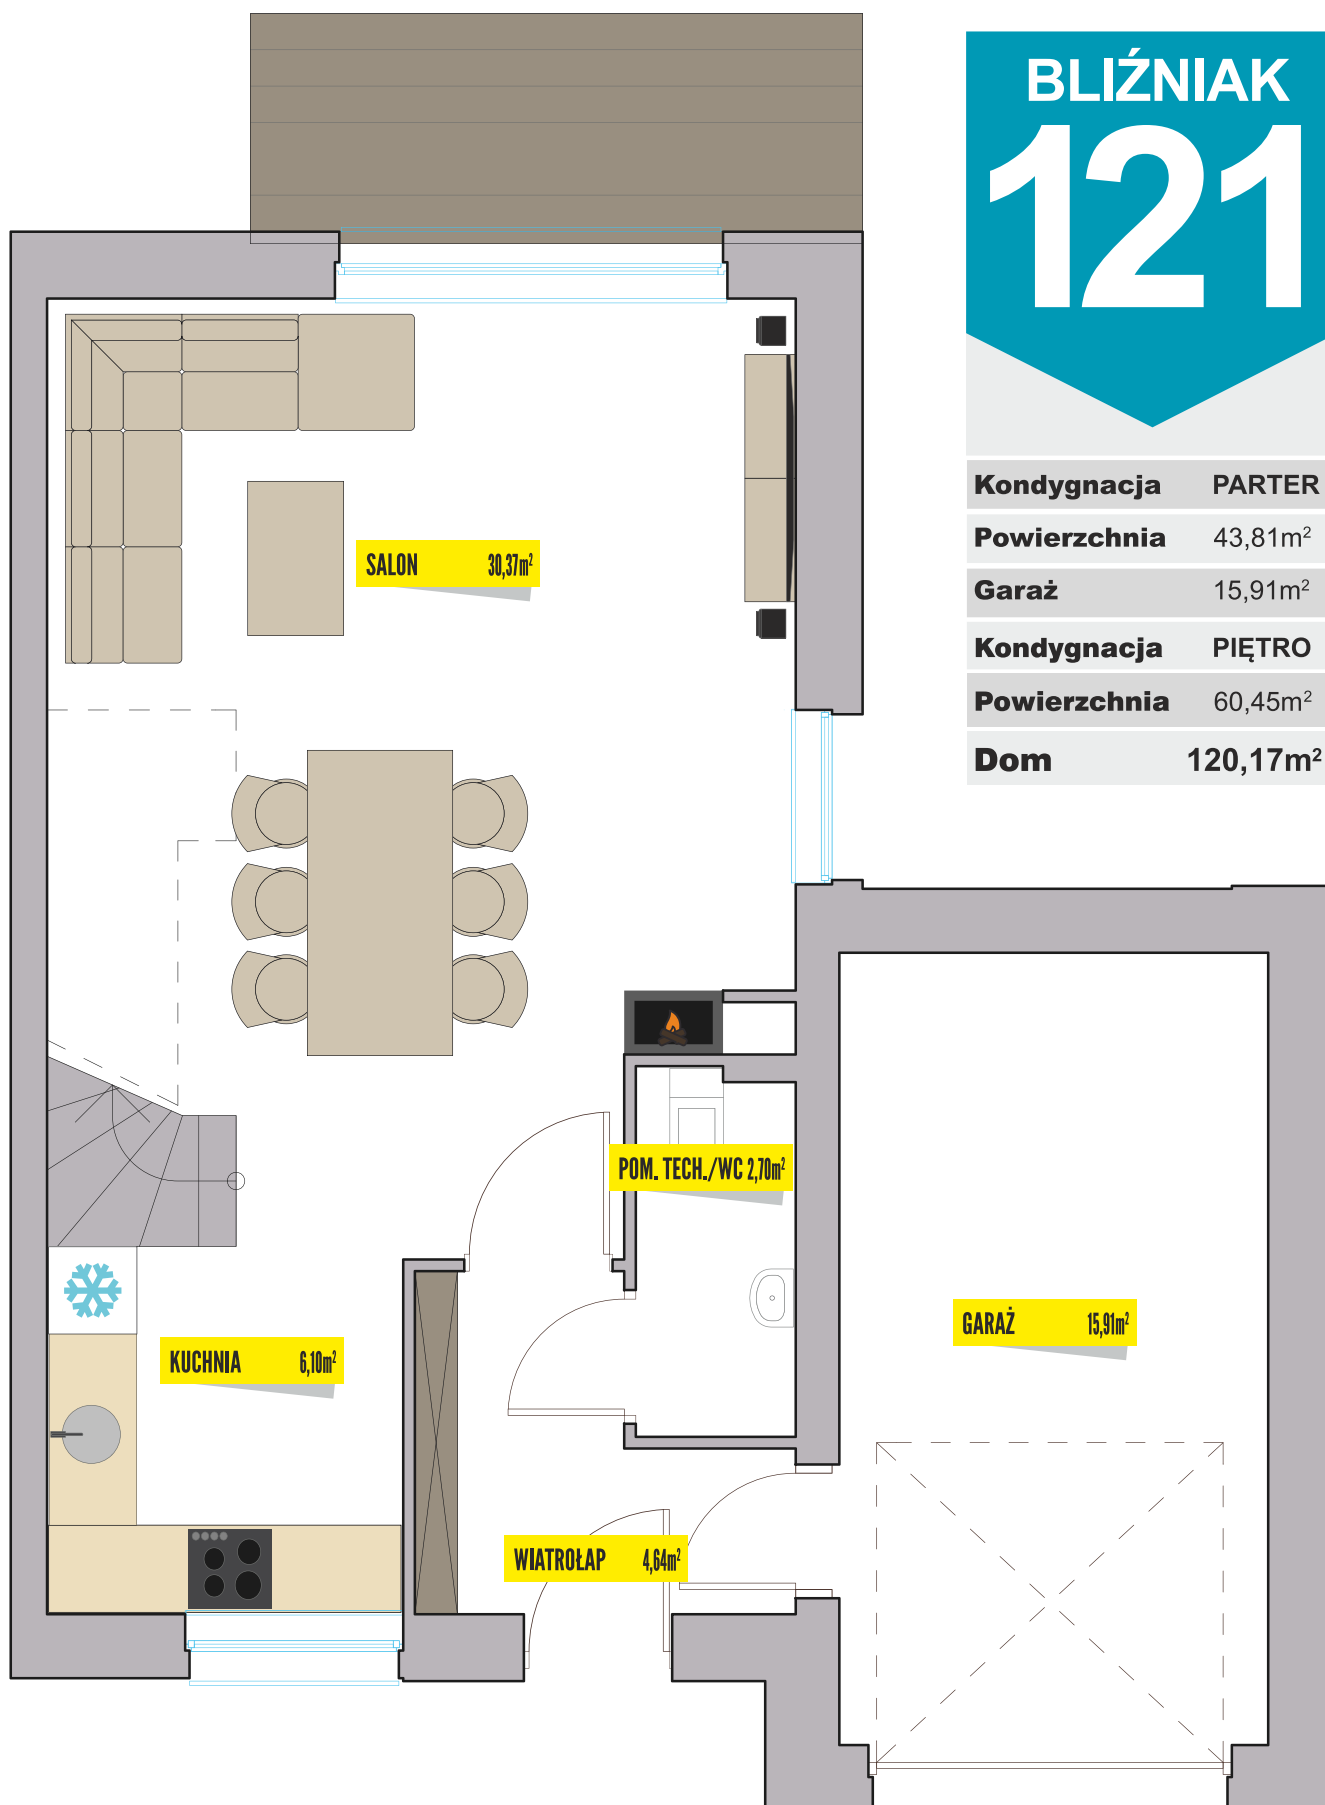 BLIŹNIAK
121
Kondygnacja PARTER
Powierzchnia 43,81m²
Garaż 15,91m²
Kondygnacja PIĘTRO
Powierzchnia 60,45m²
Dom 120,17m²
SALON 30,37m²
POM. TECH./WC 2,70m²
GARAŻ 15,91m²
KUCHNIA 6,10m²
WIATROŁAP 4,64m²